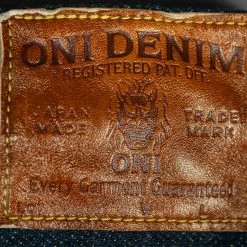 ONI DENIM
REGISTERED PAT. OFF.
JAPAN MADE
TRADE MARK
ONI
Every Garment Guaranteed
W L